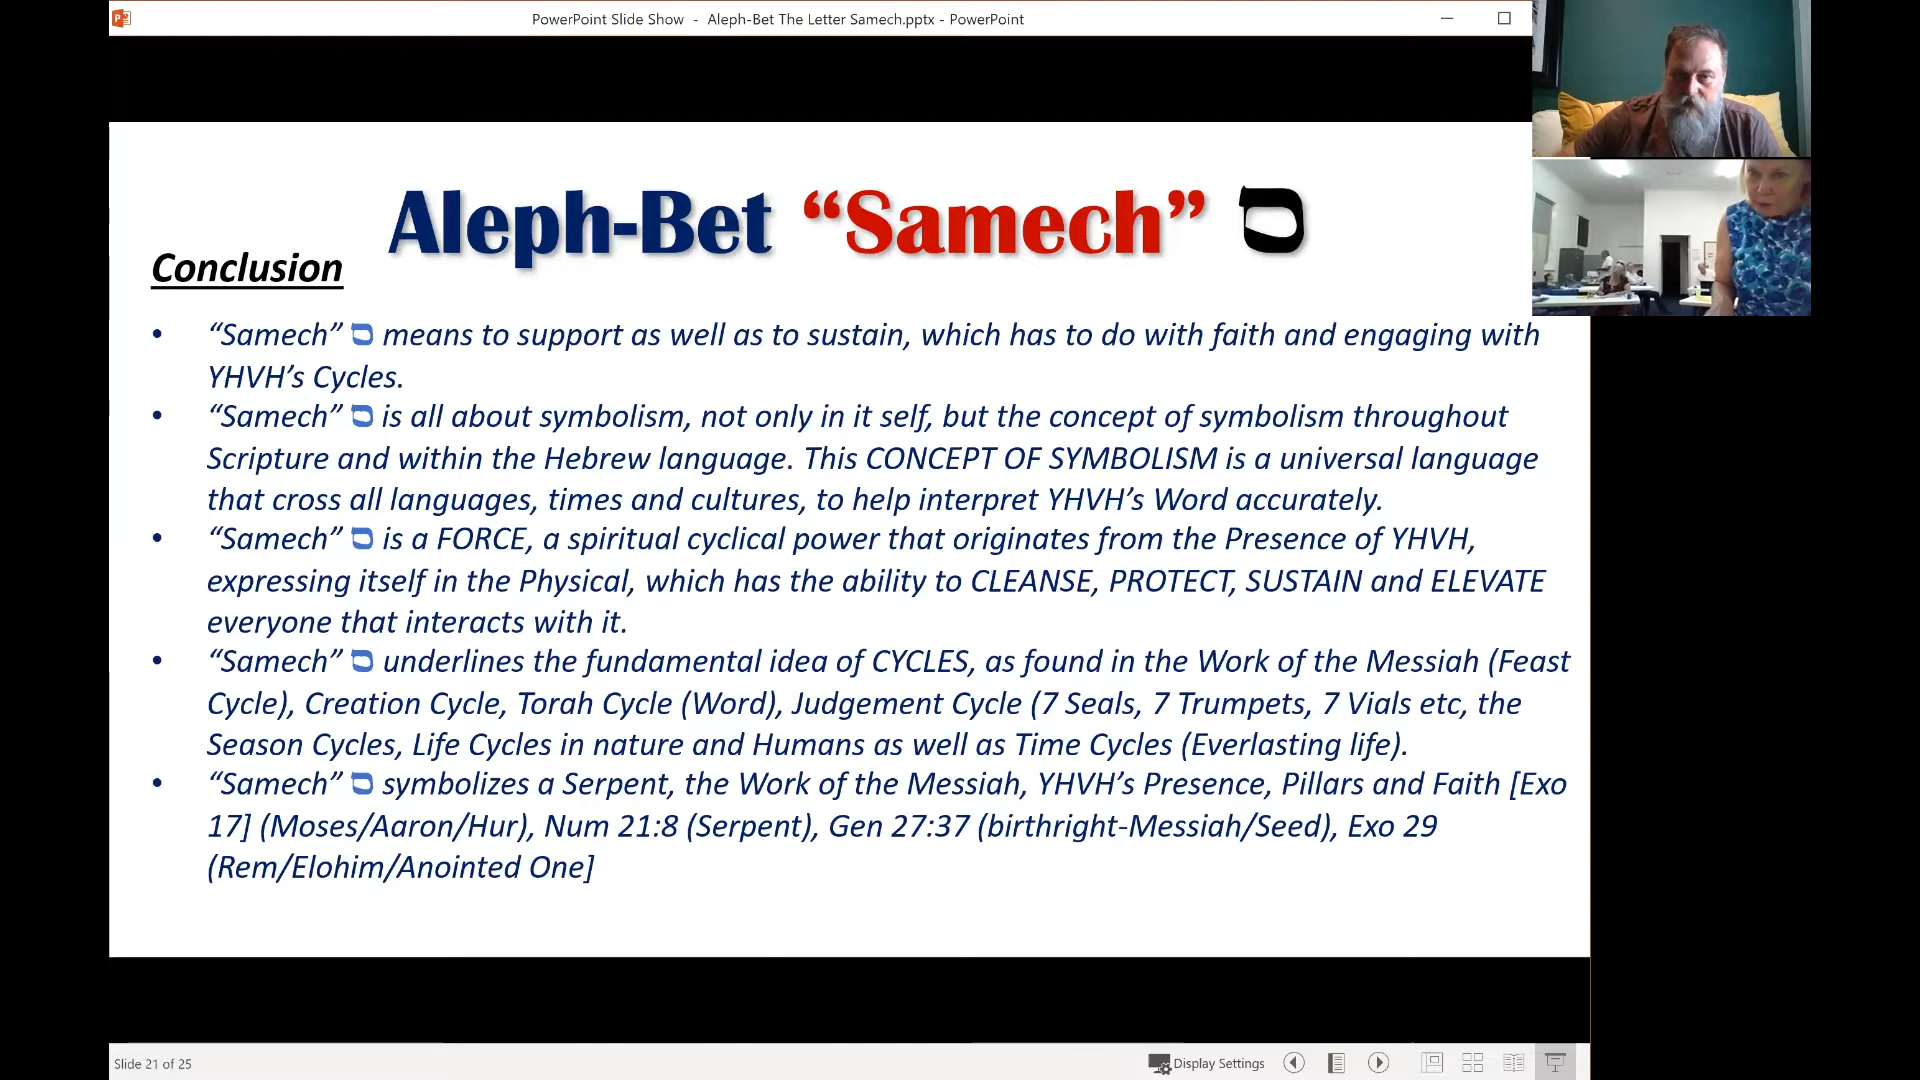 PowerPoint Slide Show - Aleph-Bet The Letter Samech.pptx - PowerPoint
Aleph-Bet “Samech” ס
Conclusion
• “Samech” ס means to support as well as to sustain, which has to do with faith and engaging with
YHVH’s Cycles.
• “Samech” ס is all about symbolism, not only in it self, but the concept of symbolism throughout
Scripture and within the Hebrew language. This CONCEPT OF SYMBOLISM is a universal language
that cross all languages, times and cultures, to help interpret YHVH’s Word accurately.
• “Samech” ס is a FORCE, a spiritual cyclical power that originates from the Presence of YHVH,
expressing itself in the Physical, which has the ability to CLEANSE, PROTECT, SUSTAIN and ELEVATE
everyone that interacts with it.
• “Samech” ס underlines the fundamental idea of CYCLES, as found in the Work of the Messiah (Feast
Cycle), Creation Cycle, Torah Cycle (Word), Judgement Cycle (7 Seals, 7 Trumpets, 7 Vials etc, the
Season Cycles, Life Cycles in nature and Humans as well as Time Cycles (Everlasting life).
• “Samech” ס symbolizes a Serpent, the Work of the Messiah, YHVH’s Presence, Pillars and Faith [Exo
17] (Moses/Aaron/Hur), Num 21:8 (Serpent), Gen 27:37 (birthright-Messiah/Seed), Exo 29
(Rem/Elohim/Anointed One]
Slide 21 of 25
Display Settings